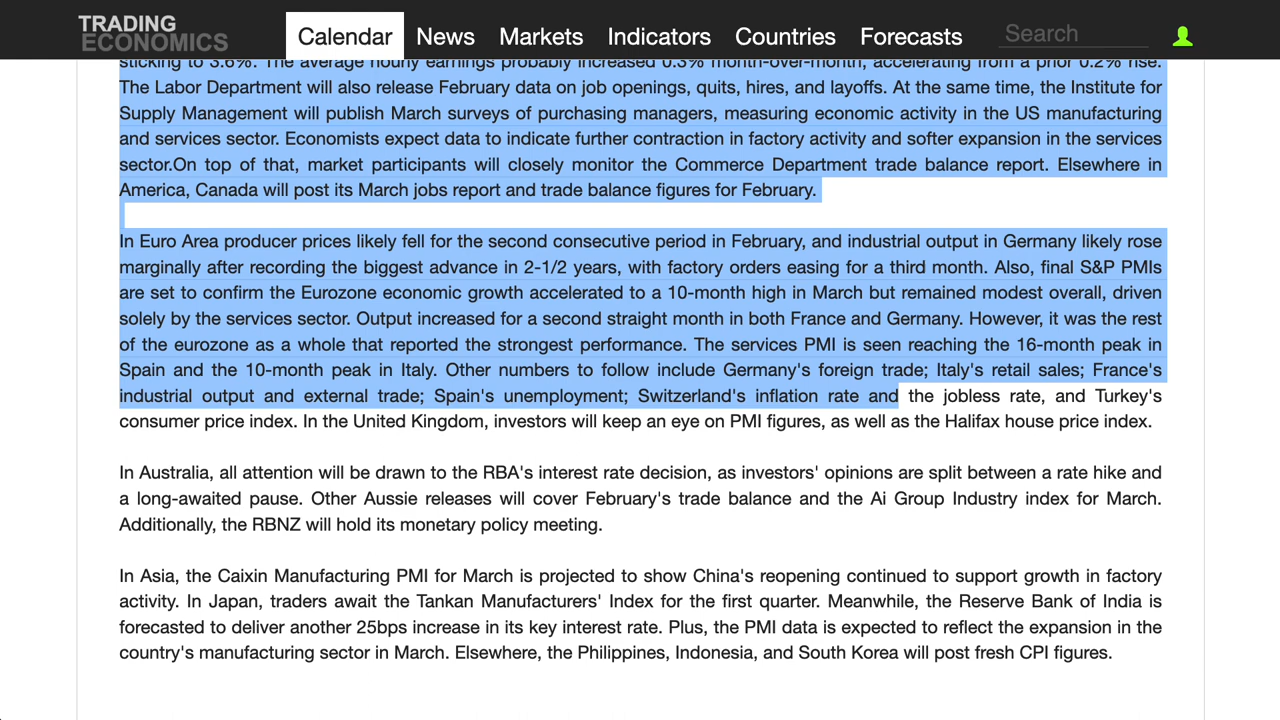 TRADING
ECONOMICS
Calendar News Markets Indicators Countries Forecasts Search
sticking to 3.6%. The average hourly earnings probably increased 0.3% month-over-month, accelerating from a prior 0.2% rise.
The Labor Department will also release February data on job openings, quits, hires, and layoffs. At the same time, the Institute for
Supply Management will publish March surveys of purchasing managers, measuring economic activity in the US manufacturing
and services sector. Economists expect data to indicate further contraction in factory activity and softer expansion in the services
sector.On top of that, market participants will closely monitor the Commerce Department trade balance report. Elsewhere in
America, Canada will post its March jobs report and trade balance figures for February.
In Euro Area producer prices likely fell for the second consecutive period in February, and industrial output in Germany likely rose
marginally after recording the biggest advance in 2-1/2 years, with factory orders easing for a third month. Also, final S&P PMIs
are set to confirm the Eurozone economic growth accelerated to a 10-month high in March but remained modest overall, driven
solely by the services sector. Output increased for a second straight month in both France and Germany. However, it was the rest
of the eurozone as a whole that reported the strongest performance. The services PMI is seen reaching the 16-month peak in
Spain and the 10-month peak in Italy. Other numbers to follow include Germany's foreign trade; Italy's retail sales; France's
industrial output and external trade; Spain's unemployment; Switzerland's inflation rate and the jobless rate, and Turkey's
consumer price index. In the United Kingdom, investors will keep an eye on PMI figures, as well as the Halifax house price index.
In Australia, all attention will be drawn to the RBA's interest rate decision, as investors' opinions are split between a rate hike and
a long-awaited pause. Other Aussie releases will cover February's trade balance and the Ai Group Industry index for March.
Additionally, the RBNZ will hold its monetary policy meeting.
In Asia, the Caixin Manufacturing PMI for March is projected to show China's reopening continued to support growth in factory
activity. In Japan, traders await the Tankan Manufacturers' Index for the first quarter. Meanwhile, the Reserve Bank of India is
forecasted to deliver another 25bps increase in its key interest rate. Plus, the PMI data is expected to reflect the expansion in the
country's manufacturing sector in March. Elsewhere, the Philippines, Indonesia, and South Korea will post fresh CPI figures.